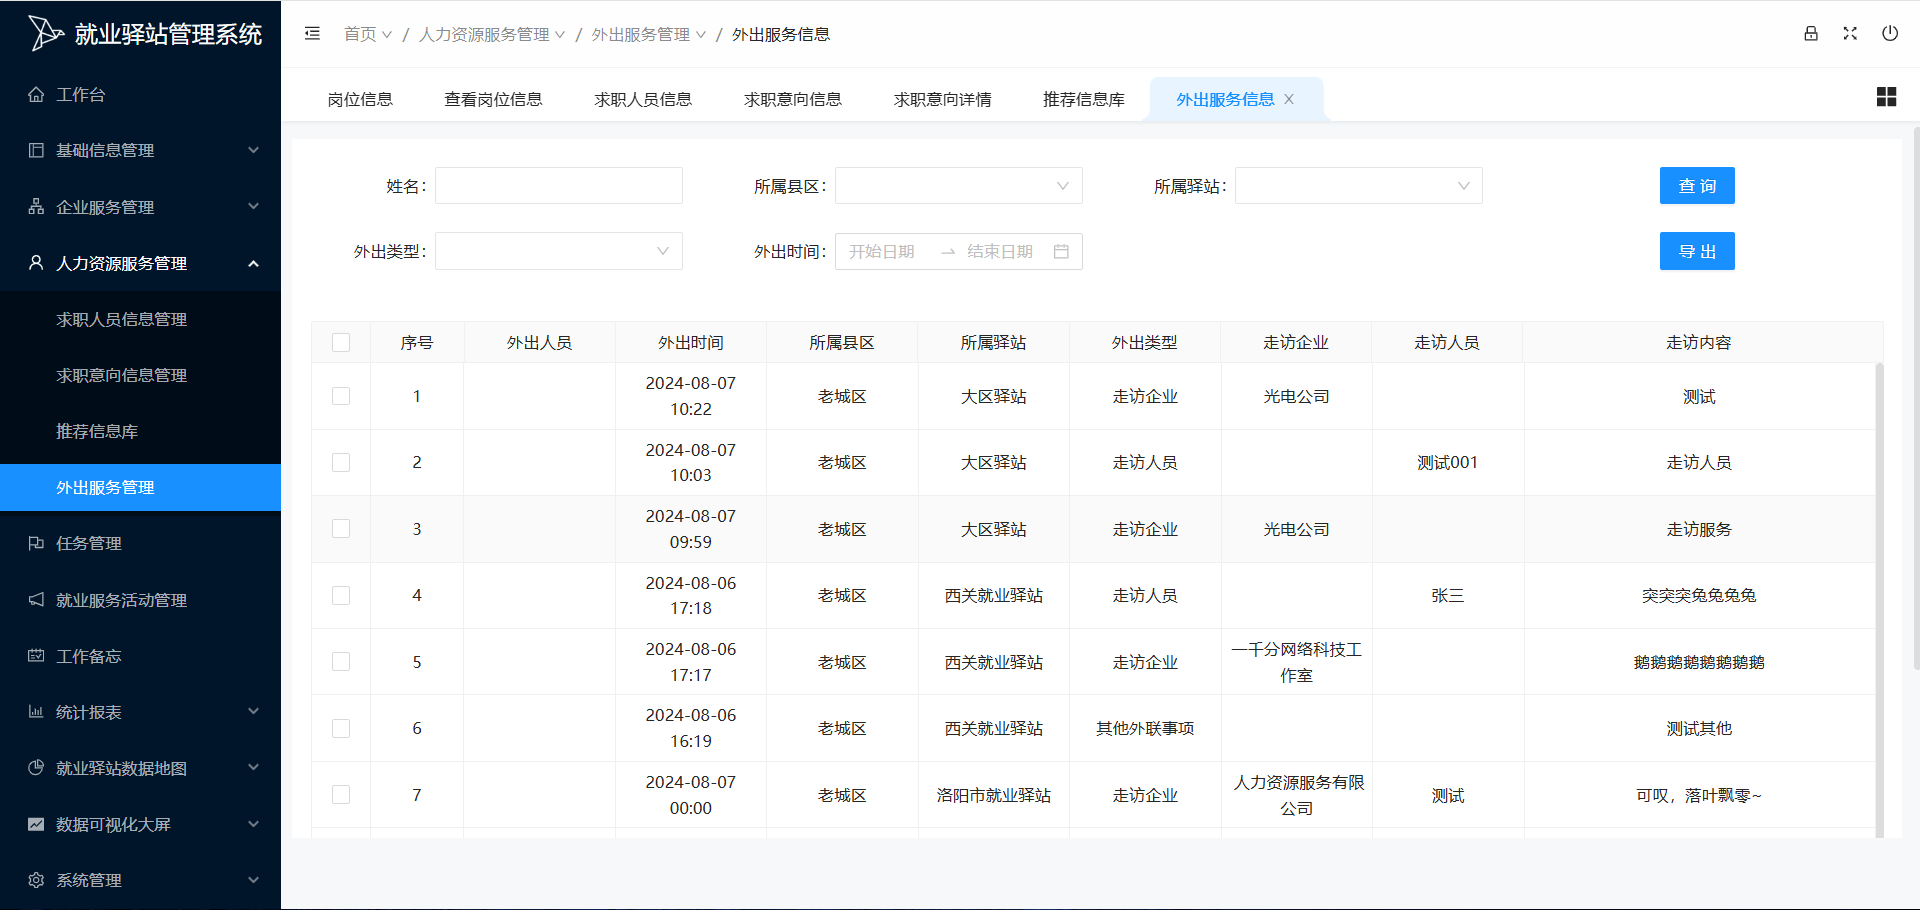 就业驿站管理系统
首页 / 人力资源服务管理 / 外出服务管理 / 外出服务信息
工作台
基础信息管理
企业服务管理
人力资源服务管理
求职人员信息管理
求职意向信息管理
推荐信息库
外出服务管理
任务管理
就业服务活动管理
工作备忘
统计报表
就业驿站数据地图
数据可视化大屏
系统管理
岗位信息 查看岗位信息 求职人员信息 求职意向信息 求职意向详情 推荐信息库 外出服务信息
姓名: 所属县区: 所属驿站: 查 询
外出类型: 外出时间: 开始日期 → 结束日期 导 出
序号 外出人员 外出时间 所属县区 所属驿站 外出类型 走访企业 走访人员 走访内容
1 2024-08-07 10:22 老城区 大区驿站 走访企业 光电公司 测试
2 2024-08-07 10:03 老城区 大区驿站 走访人员 测试001 走访人员
3 2024-08-07 09:59 老城区 大区驿站 走访企业 光电公司 走访服务
4 2024-08-06 17:18 老城区 西关就业驿站 走访人员 张三 突突突兔兔兔兔
5 2024-08-06 17:17 老城区 西关就业驿站 走访企业 一千分网络科技工作室 鹅鹅鹅鹅鹅鹅鹅鹅
6 2024-08-06 16:19 老城区 西关就业驿站 其他外联事项 测试其他
7 2024-08-07 00:00 老城区 洛阳市就业驿站 走访企业 人力资源服务有限公司 测试 可叹，落叶飘零~